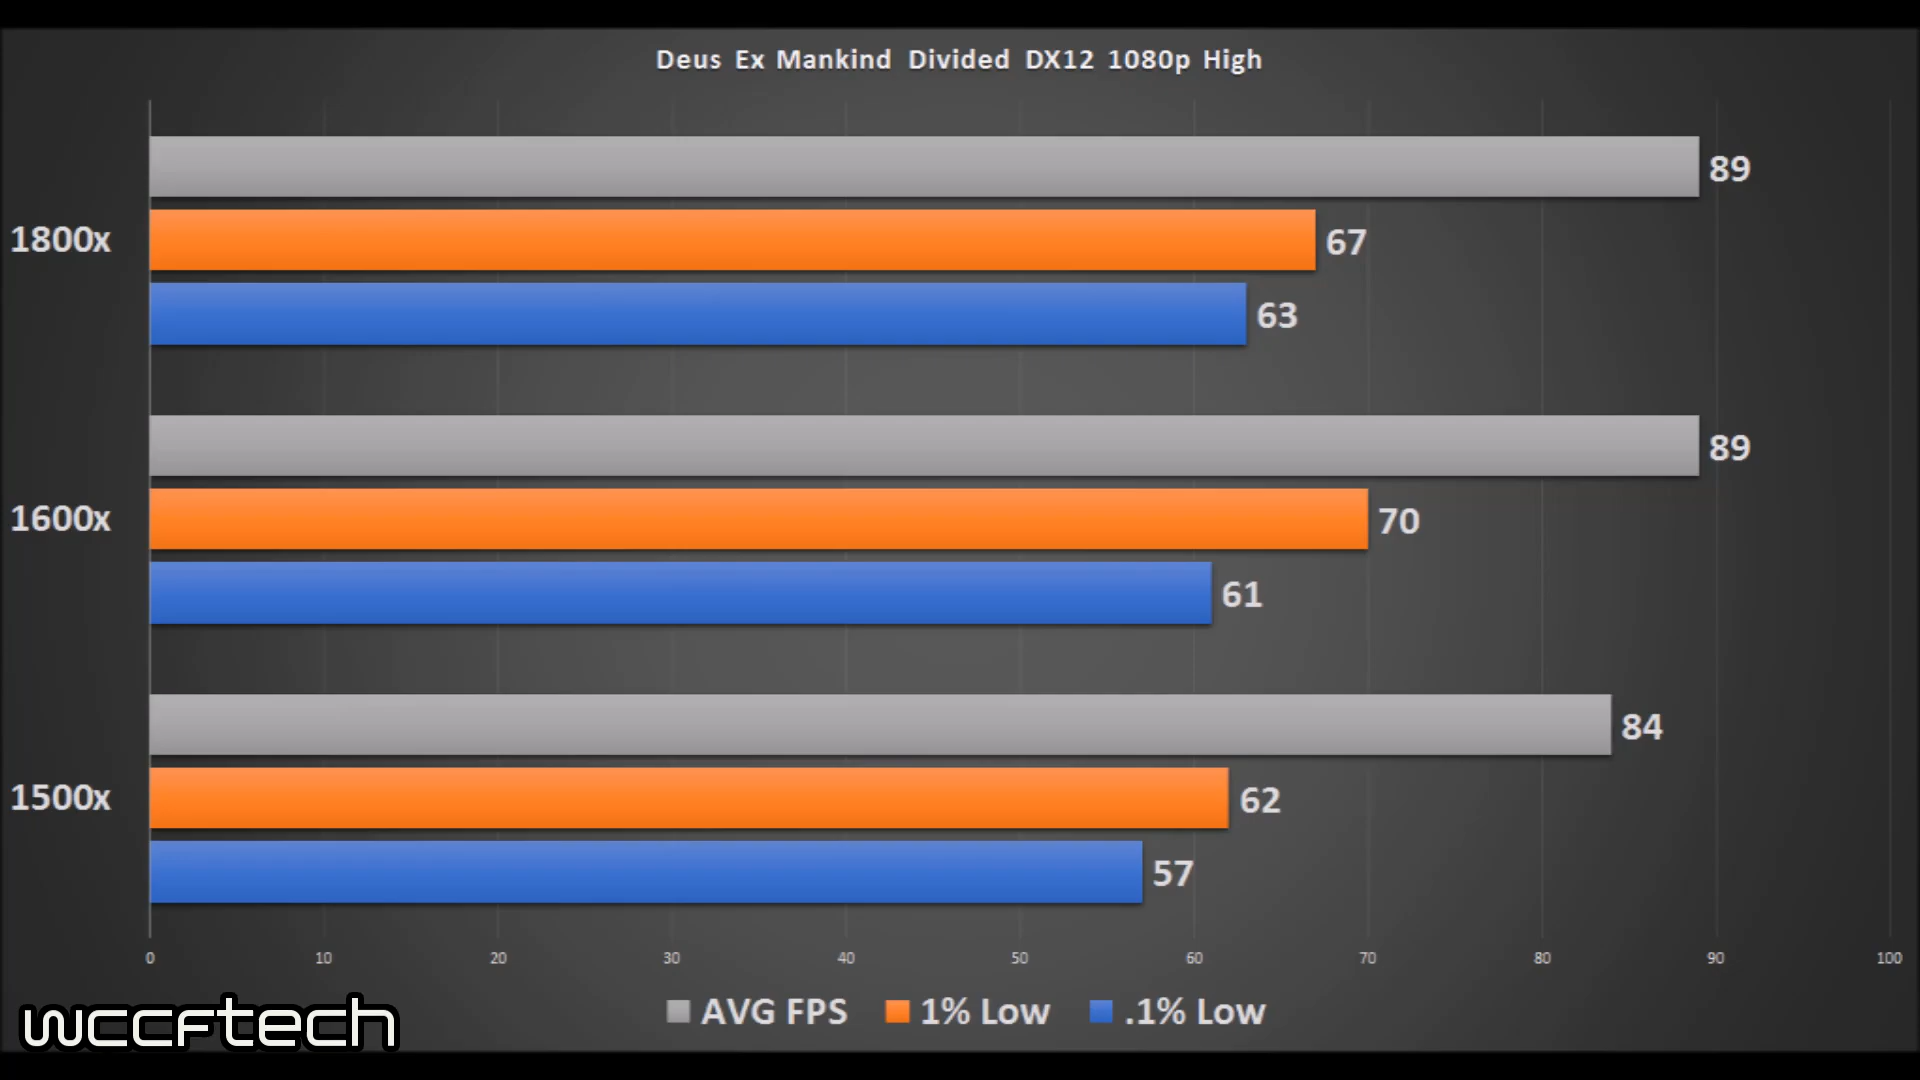 Deus Ex Mankind Divided DX12 1080p High
89
1800x
67
63
89
1600x
70
61
84
1500x
62
57
0 10 20 30 40 50 60 70 80 90 100
AVG FPS 1% Low .1% Low
wccftech